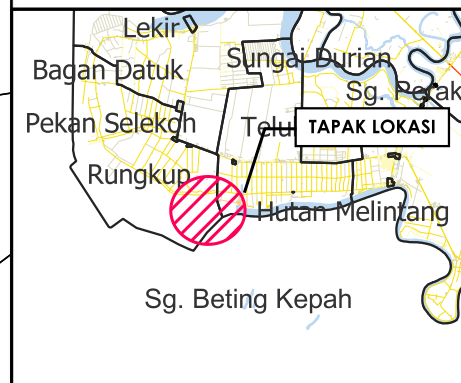 Lekir
Sungai Durian
Bagan Datuk
Sg. Perak
Pekan Selekoh
Telu
TAPAK LOKASI
Rungkup
Hutan Melintang
Sg. Beting Kepah